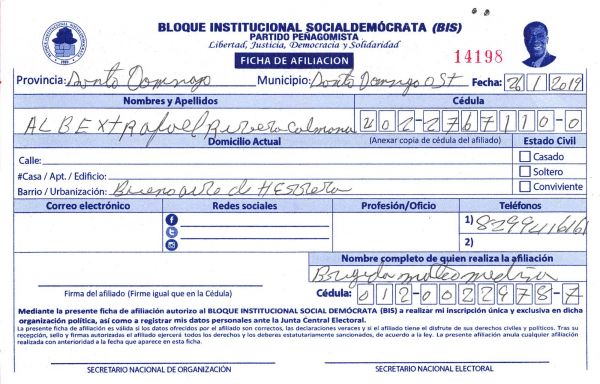 BLOQUE INSTITUCIONAL SOCIALDEMÓCRATA (BIS)
PARTIDO PEÑAGOMISTA
Libertad, Justicia, Democracia y Solidaridad
FICHA DE AFILIACION
14198
Provincia: Santo Domingo Municipio: Santo Domingo OST Fecha: 26/1/2019
Nombres y Apellidos Cédula
ALBEXT Rafael Rivera 402-2767110-0
Domicilio Actual (Anexar copia de cédula del afiliado) Estado Civil
Calle: Casado
#Casa / Apt. / Edificio: Soltero
Barrio / Urbanización: Buenos aire de HERRERA Conviviente
Correo electrónico Redes sociales Profesión/Oficio Teléfonos
1) 8299416161
2)
Nombre completo de quien realiza la afiliación
Brigida mateo medina
Firma del afiliado (Firme igual que en la Cédula) Cédula: 012-0022978-7
Mediante la presente ficha de afiliación autorizo al BLOQUE INSTITUCIONAL SOCIAL DEMÓCRATA (BIS) a realizar mi inscripción única y exclusiva en dicha
organización política, así como a registrar mis datos personales ante la Junta Central Electoral.
La presente ficha de afiliación es válida si los datos ofrecidos por el afiliado son correctos, las declaraciones veraces y si el afiliado tiene el disfrute de sus derechos civiles y políticos. Tras su
recepción, sello y firmas autorizadas el afiliado ejercerá todos los derechos y los deberes estatutariamente sancionados, de acuerdo a la ley. La presente afiliación anula cualquier afiliación
realizada con anterioridad a la fecha que aparece en esta ficha.
SECRETARIO NACIONAL DE ORGANIZACIÓN SECRETARIO NACIONAL ELECTORAL